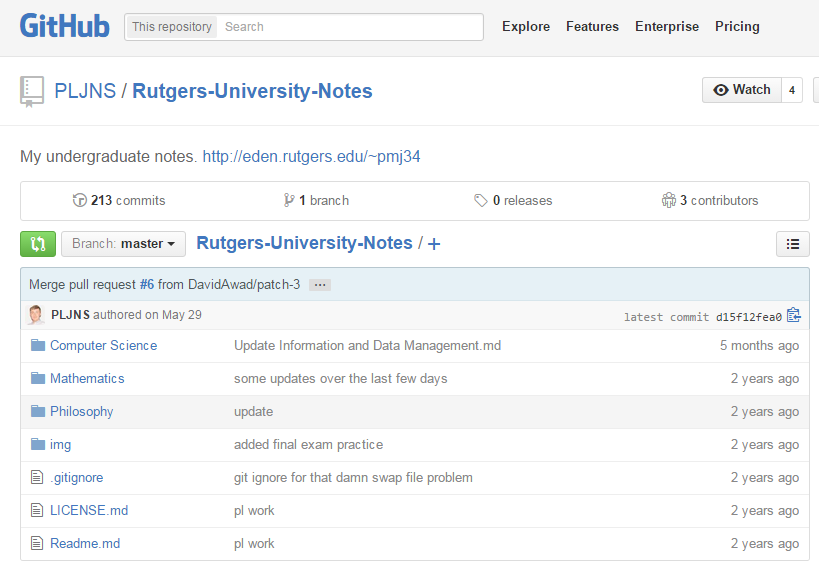 GitHub This repository Search Explore Features Enterprise Pricing
PLJNS / Rutgers-University-Notes Watch 4
My undergraduate notes. http://eden.rutgers.edu/~pmj34
213 commits 1 branch 0 releases 3 contributors
Branch: master Rutgers-University-Notes / +
Merge pull request #6 from DavidAwad/patch-3 ...
PLJNS authored on May 29 latest commit d15f12fea0
Computer Science Update Information and Data Management.md 5 months ago
Mathematics some updates over the last few days 2 years ago
Philosophy update 2 years ago
img added final exam practice 2 years ago
.gitignore git ignore for that damn swap file problem 2 years ago
LICENSE.md pl work 2 years ago
Readme.md pl work 2 years ago